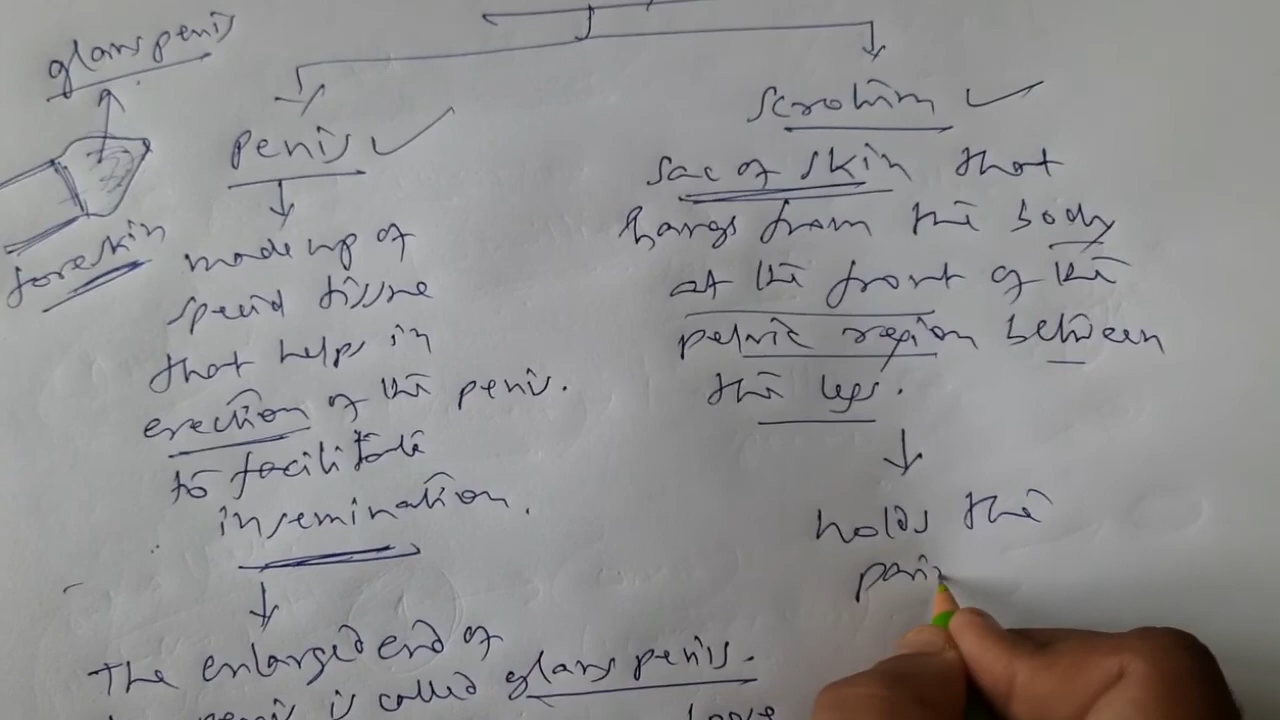 glans penis
foreskin
penis
made up of
special tissue
that helps in
erection of the penis.
to facilitate
insemination.
The enlarged end of
penis is called glans penis.
loose
Scrotum
Sac of skin that
hangs from the body
at the front of the
pelvic region between
the legs.
holds the
pair